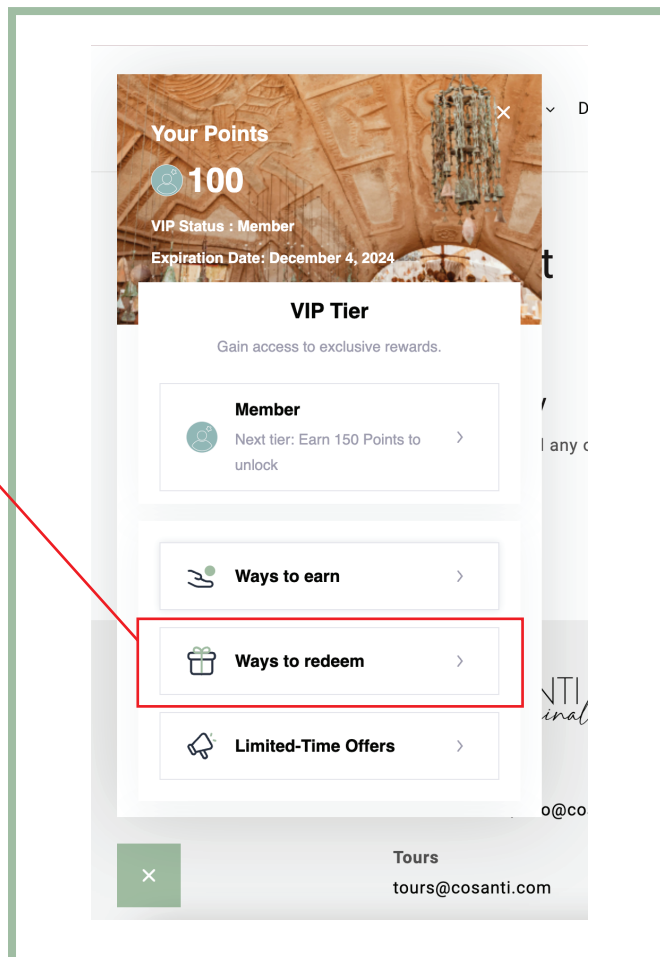 Your Points
100
VIP Status : Member
Expiration Date: December 4, 2024
VIP Tier
Gain access to exclusive rewards.
Member
Next tier: Earn 150 Points to
unlock
Ways to earn
Ways to redeem
Limited-Time Offers
D
t
any
Tours
tours@cosanti.com